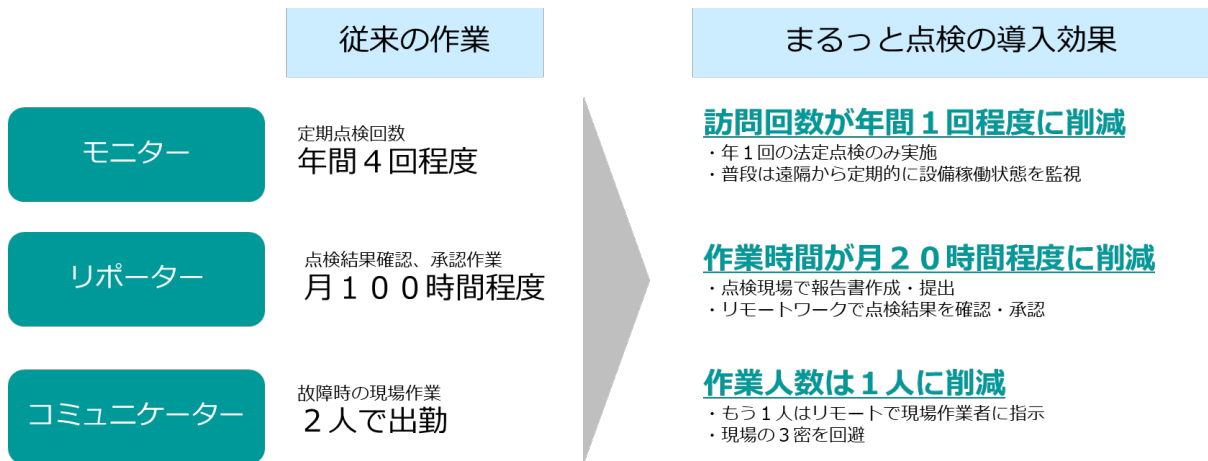 従来の作業
まるっと点検の導入効果
モニター
定期点検回数
年間４回程度
訪問回数が年間１回程度に削減
・年１回の法定点検のみ実施
・普段は遠隔から定期的に設備稼働状態を監視
リポーター
点検結果確認、承認作業
月１００時間程度
作業時間が月２０時間程度に削減
・点検現場で報告書作成・提出
・リモートワークで点検結果を確認・承認
コミュニケーター
故障時の現場作業
２人で出勤
作業人数は１人に削減
・もう１人はリモートで現場作業者に指示
・現場の３密を回避